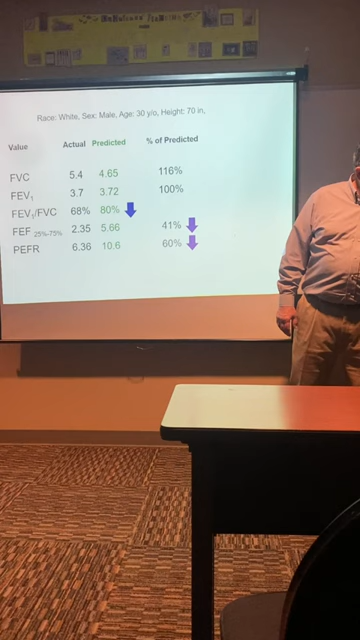 Race: White, Sex: Male, Age: 30 y/o, Height: 70 in,
Value Actual Predicted % of Predicted
FVC 5.4 4.65 116%
FEV1 3.7 3.72 100%
FEV1/FVC 68% 80%
FEF 25%-75% 2.35 5.66 41%
PEFR 6.36 10.6 60%